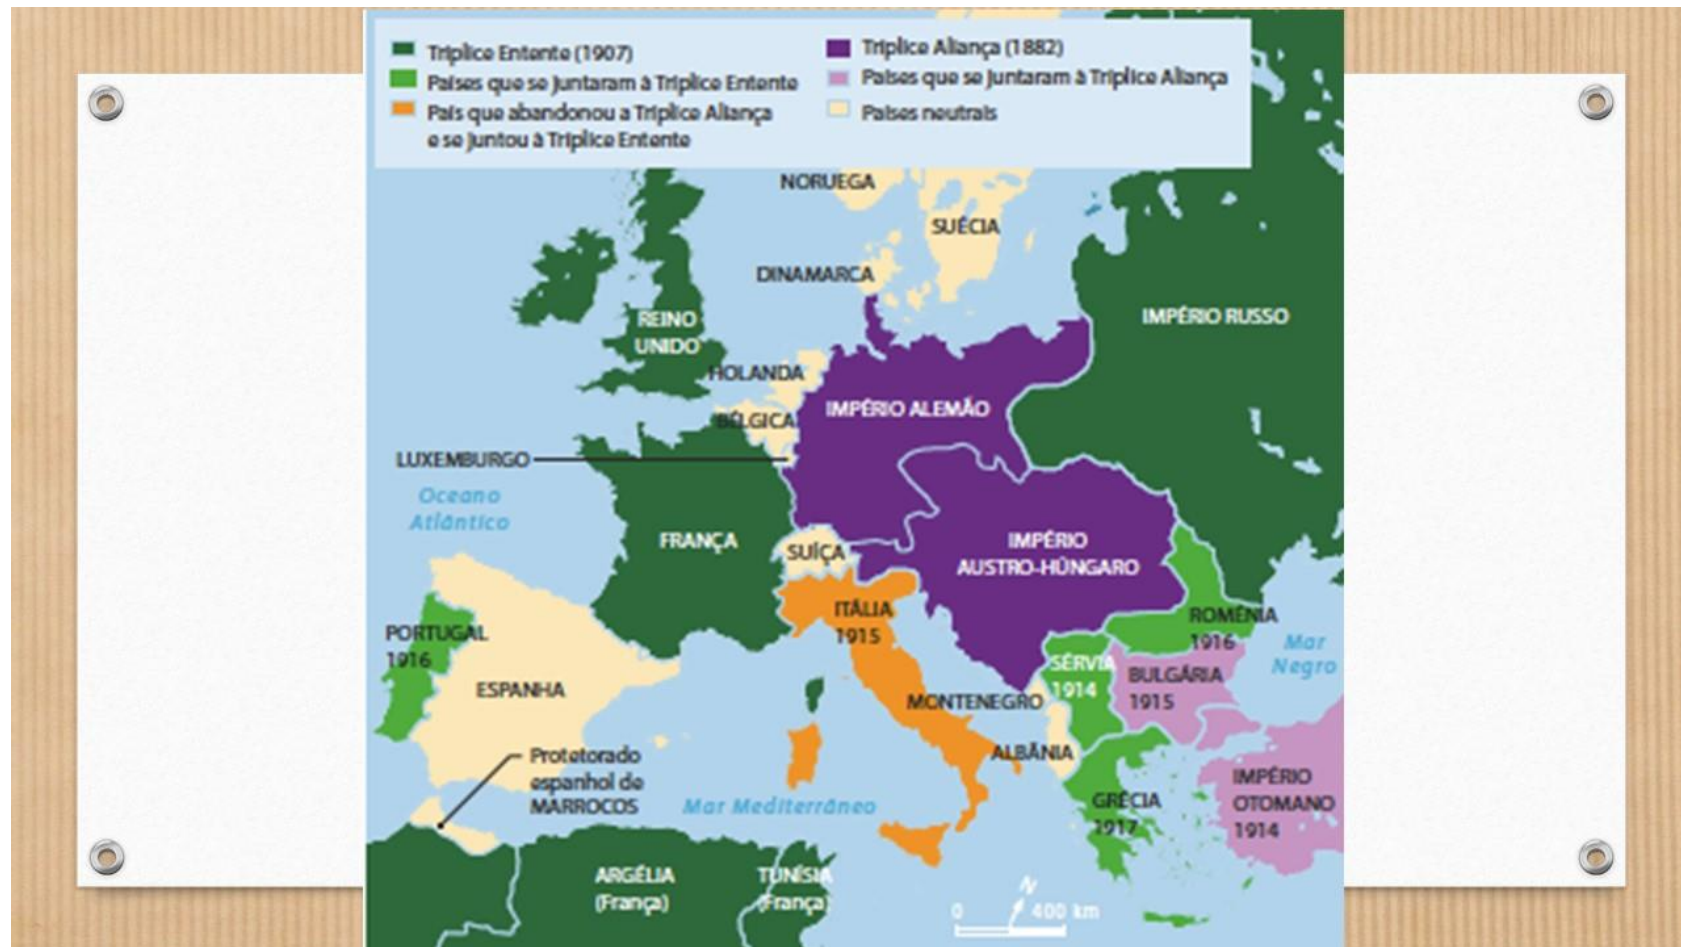 Tríplice Entente (1907)
Países que se juntaram à Tríplice Entente
País que abandonou a Tríplice Aliança
e se juntou à Tríplice Entente
Tríplice Aliança (1882)
Países que se juntaram à Tríplice Aliança
Países neutrais
NORUEGA
SUÉCIA
DINAMARCA
REINO
UNIDO
IMPÉRIO RUSSO
HOLANDA
BÉLGICA
IMPÉRIO ALEMÃO
LUXEMBURGO
Oceano
Atlântico
FRANÇA
SUÍÇA
IMPÉRIO
AUSTRO-HÚNGARO
ITÁLIA
1915
ROMÉNIA
1916
Mar
Negro
PORTUGAL
1916
ESPANHA
SÉRVIA
1914
BULGÁRIA
1915
MONTENEGRO
ALBÂNIA
Protetorado
espanhol de
MARROCOS
Mar Mediterrâneo
GRÉCIA
1917
IMPÉRIO
OTOMANO
1914
ARGÉLIA
(França)
TUNÍSIA
(França)
N
0 400 km